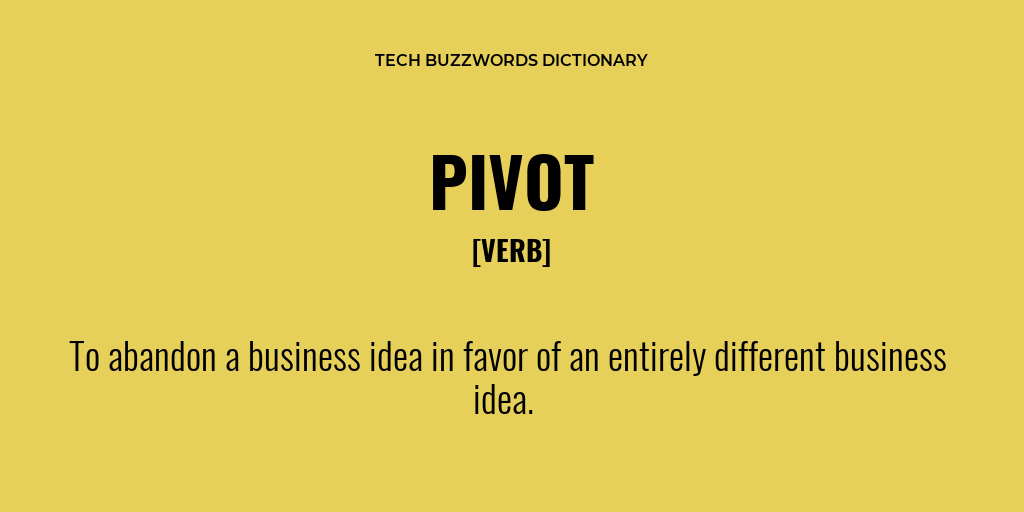 TECH BUZZWORDS DICTIONARY
PIVOT
[VERB]
To abandon a business idea in favor of an entirely different business
idea.